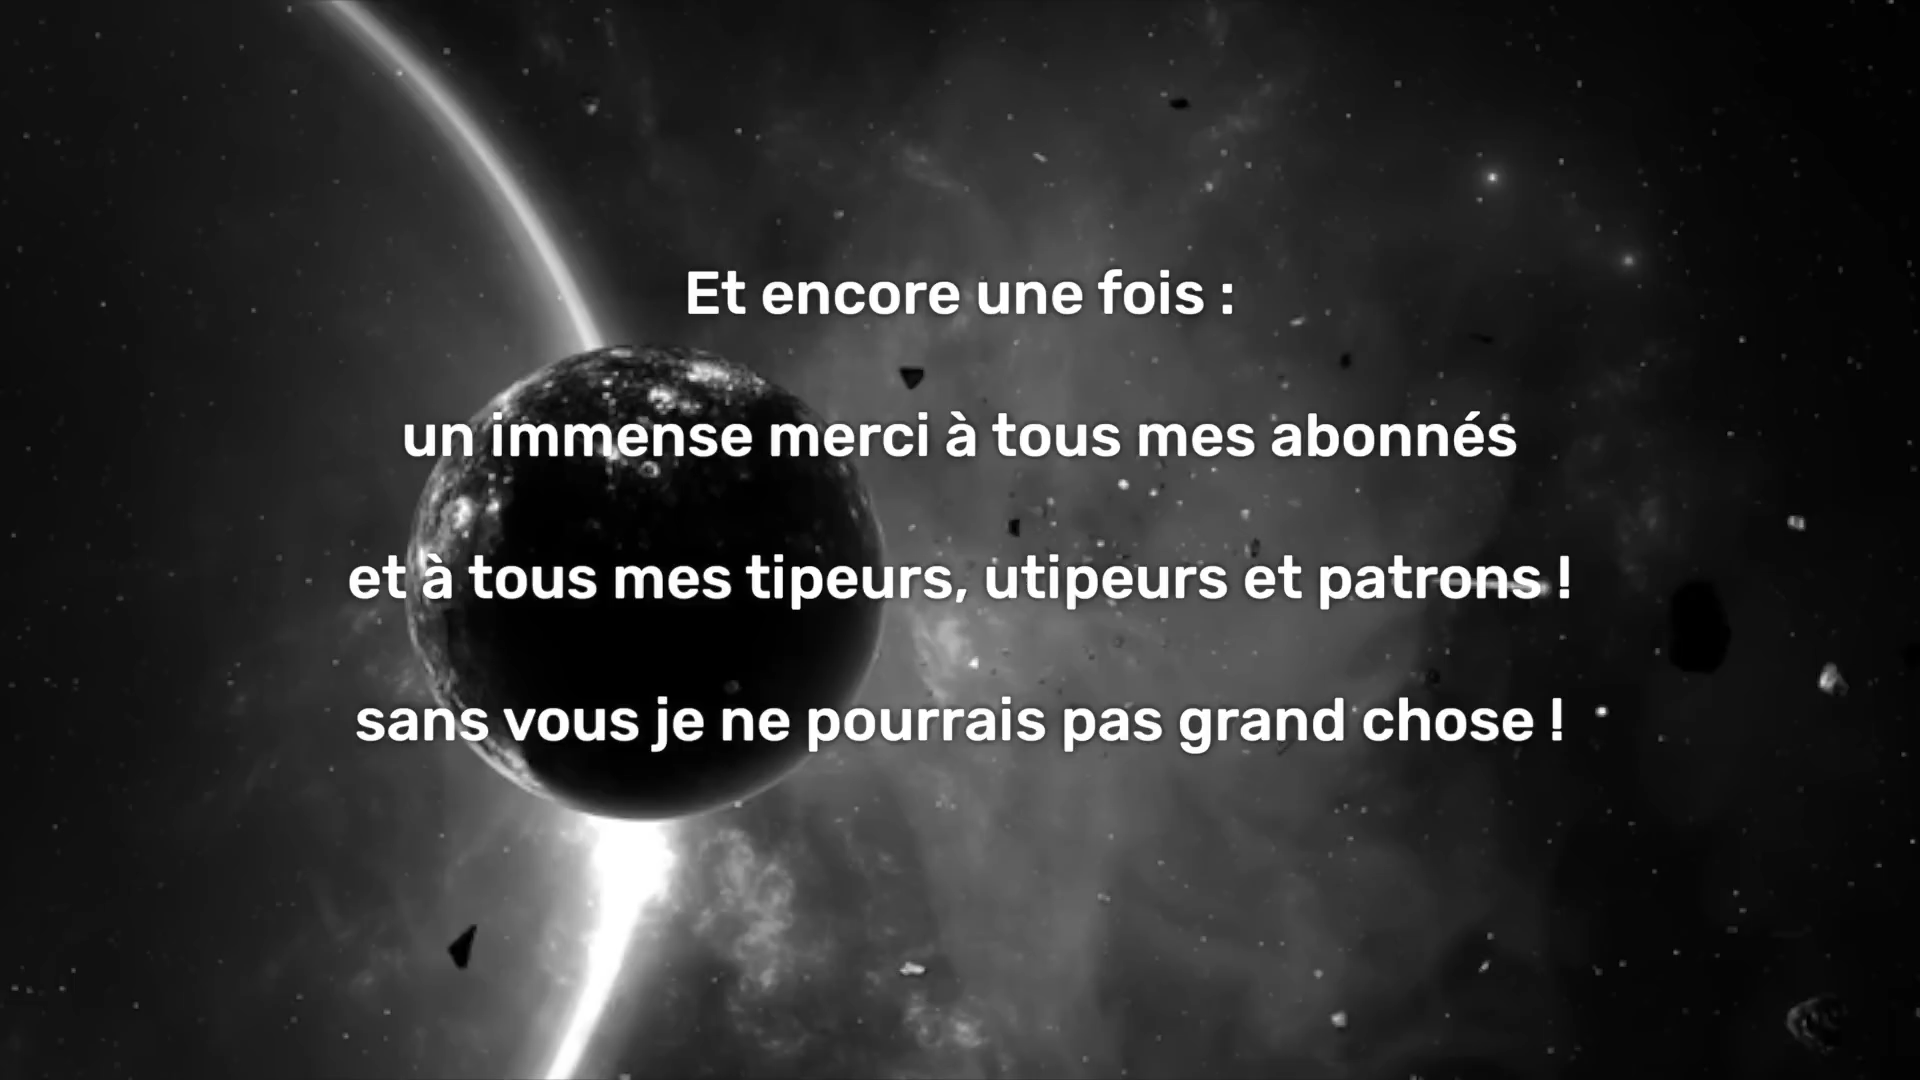 Et encore une fois :
un immense merci à tous mes abonnés
et à tous mes tipeurs, utipeurs et patrons !
sans vous je ne pourrais pas grand chose !